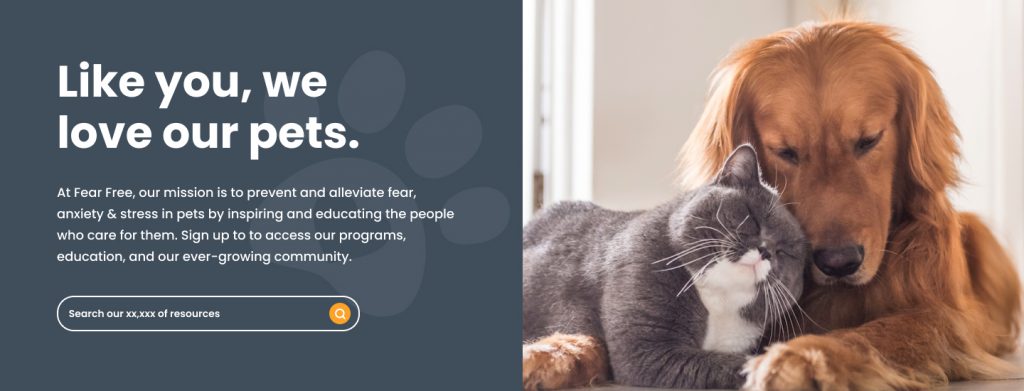 Like you, we
love our pets.
At Fear Free, our mission is to prevent and alleviate fear,
anxiety & stress in pets by inspiring and educating the people
who care for them. Sign up to to access our programs,
education, and our ever-growing community.
Search our xx,xxx of resources